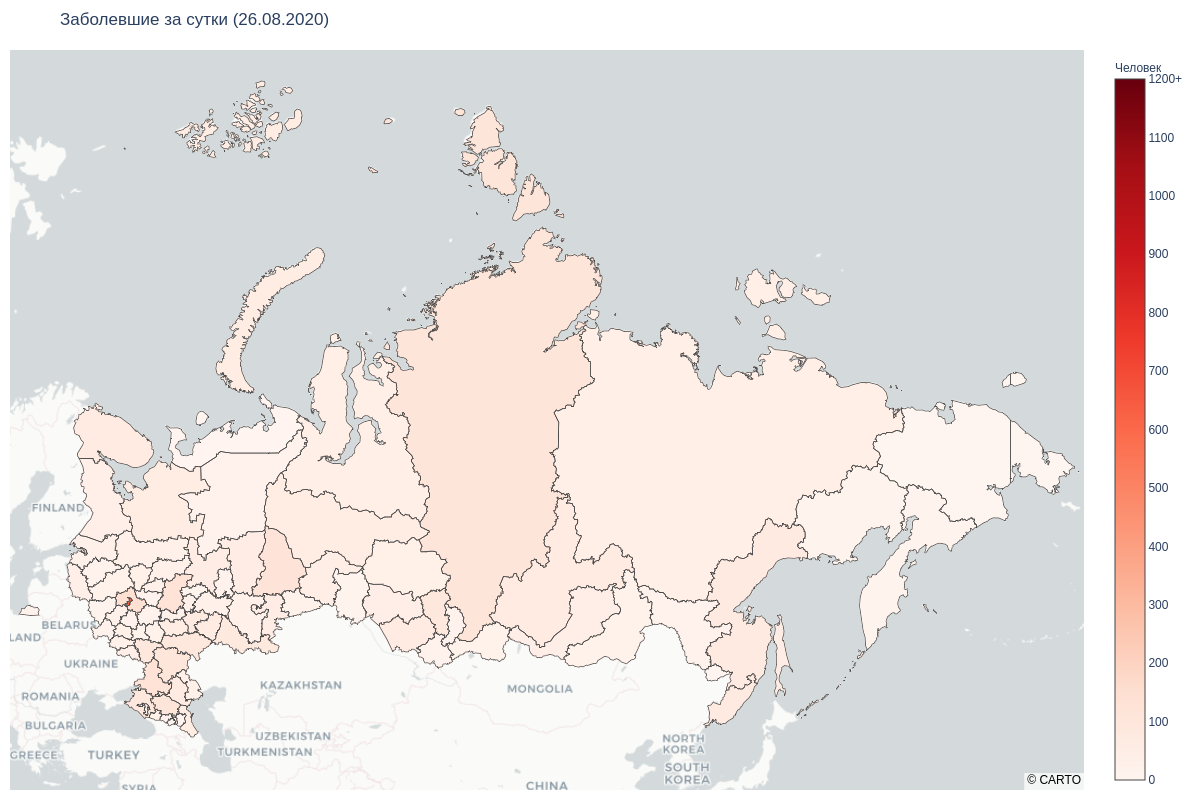 Заболевшие за сутки (26.08.2020)
Человек
1200+
1100
1000
900
800
700
600
500
400
300
200
100
0
FINLAND
BELARUS
LAND
UKRAINE
ROMANIA
BULGARIA
GREECE
TURKEY
SYRIA
KAZAKHSTAN
UZBEKISTAN
TURKMENISTAN
MONGOLIA
CHINA
NORTH
KOREA
SOUTH
KOREA
© CARTO